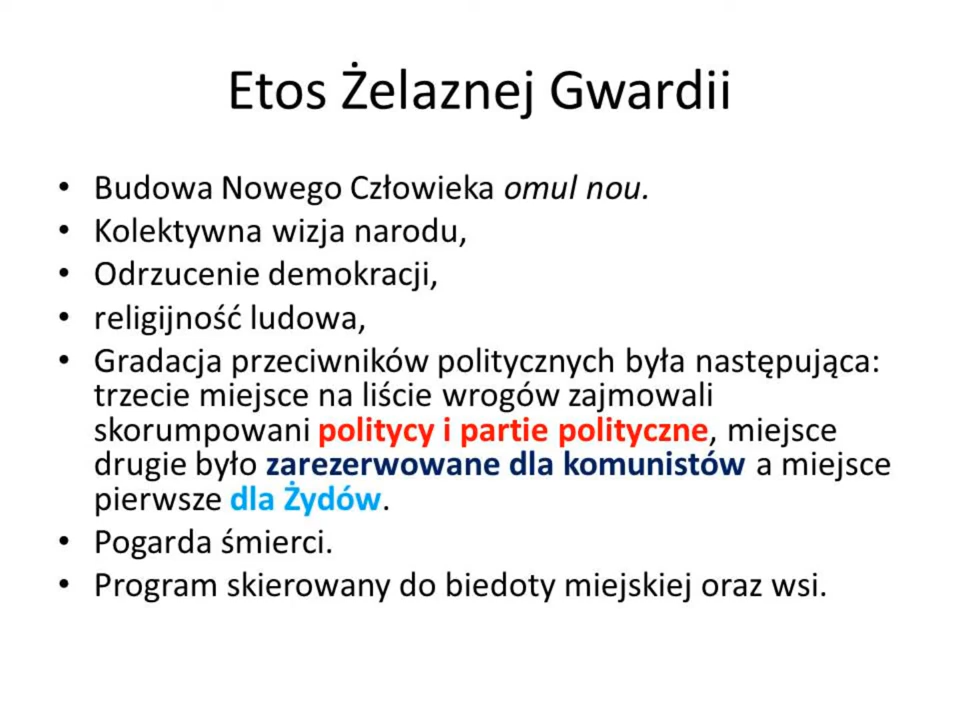 Etos Żelaznej Gwardii
• Budowa Nowego Człowieka omul nou.
• Kolektywna wizja narodu,
• Odrzucenie demokracji,
• religijność ludowa,
• Gradacja przeciwników politycznych była następująca:
trzecie miejsce na liście wrogów zajmowali
skorumpowani politycy i partie polityczne, miejsce
drugie było zarezerwowane dla komunistów a miejsce
pierwsze dla Żydów.
• Pogarda śmierci.
• Program skierowany do biedoty miejskiej oraz wsi.